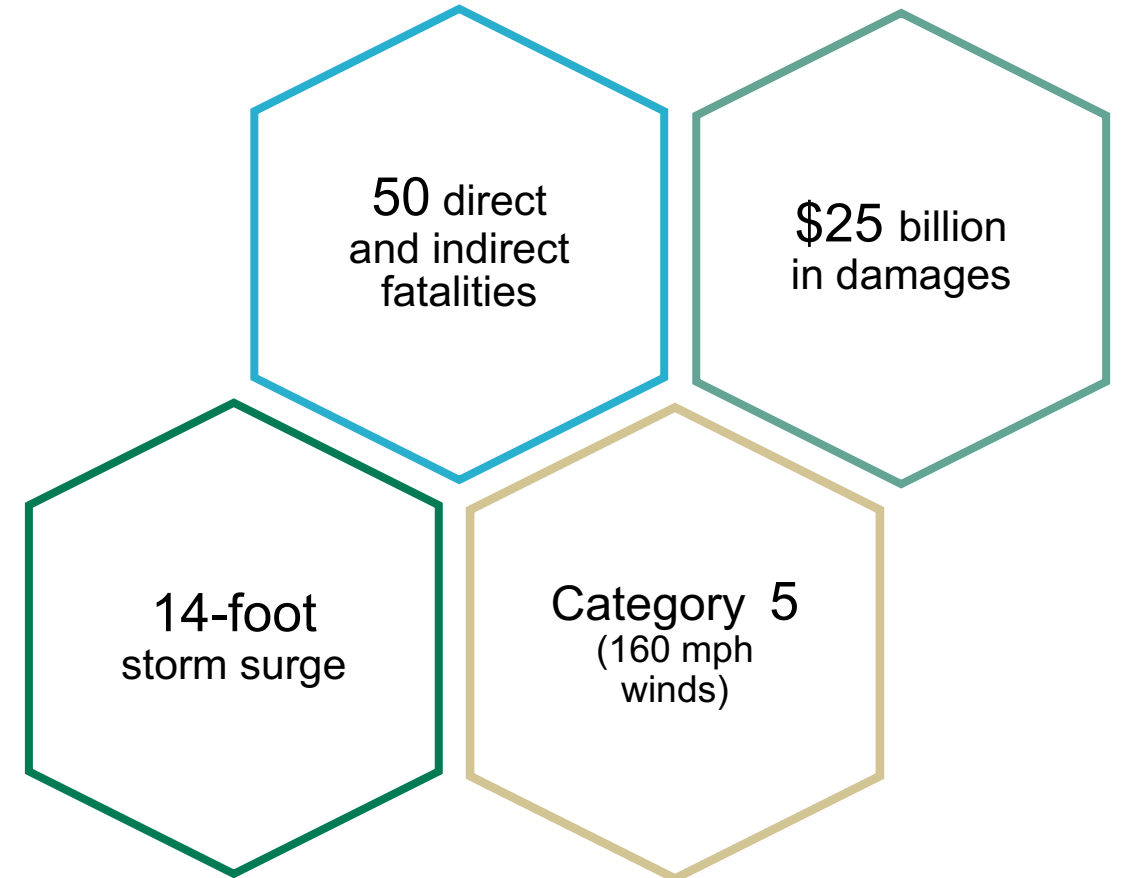 50 direct
and indirect
fatalities
$25 billion
in damages
14-foot
storm surge
Category 5
(160 mph
winds)